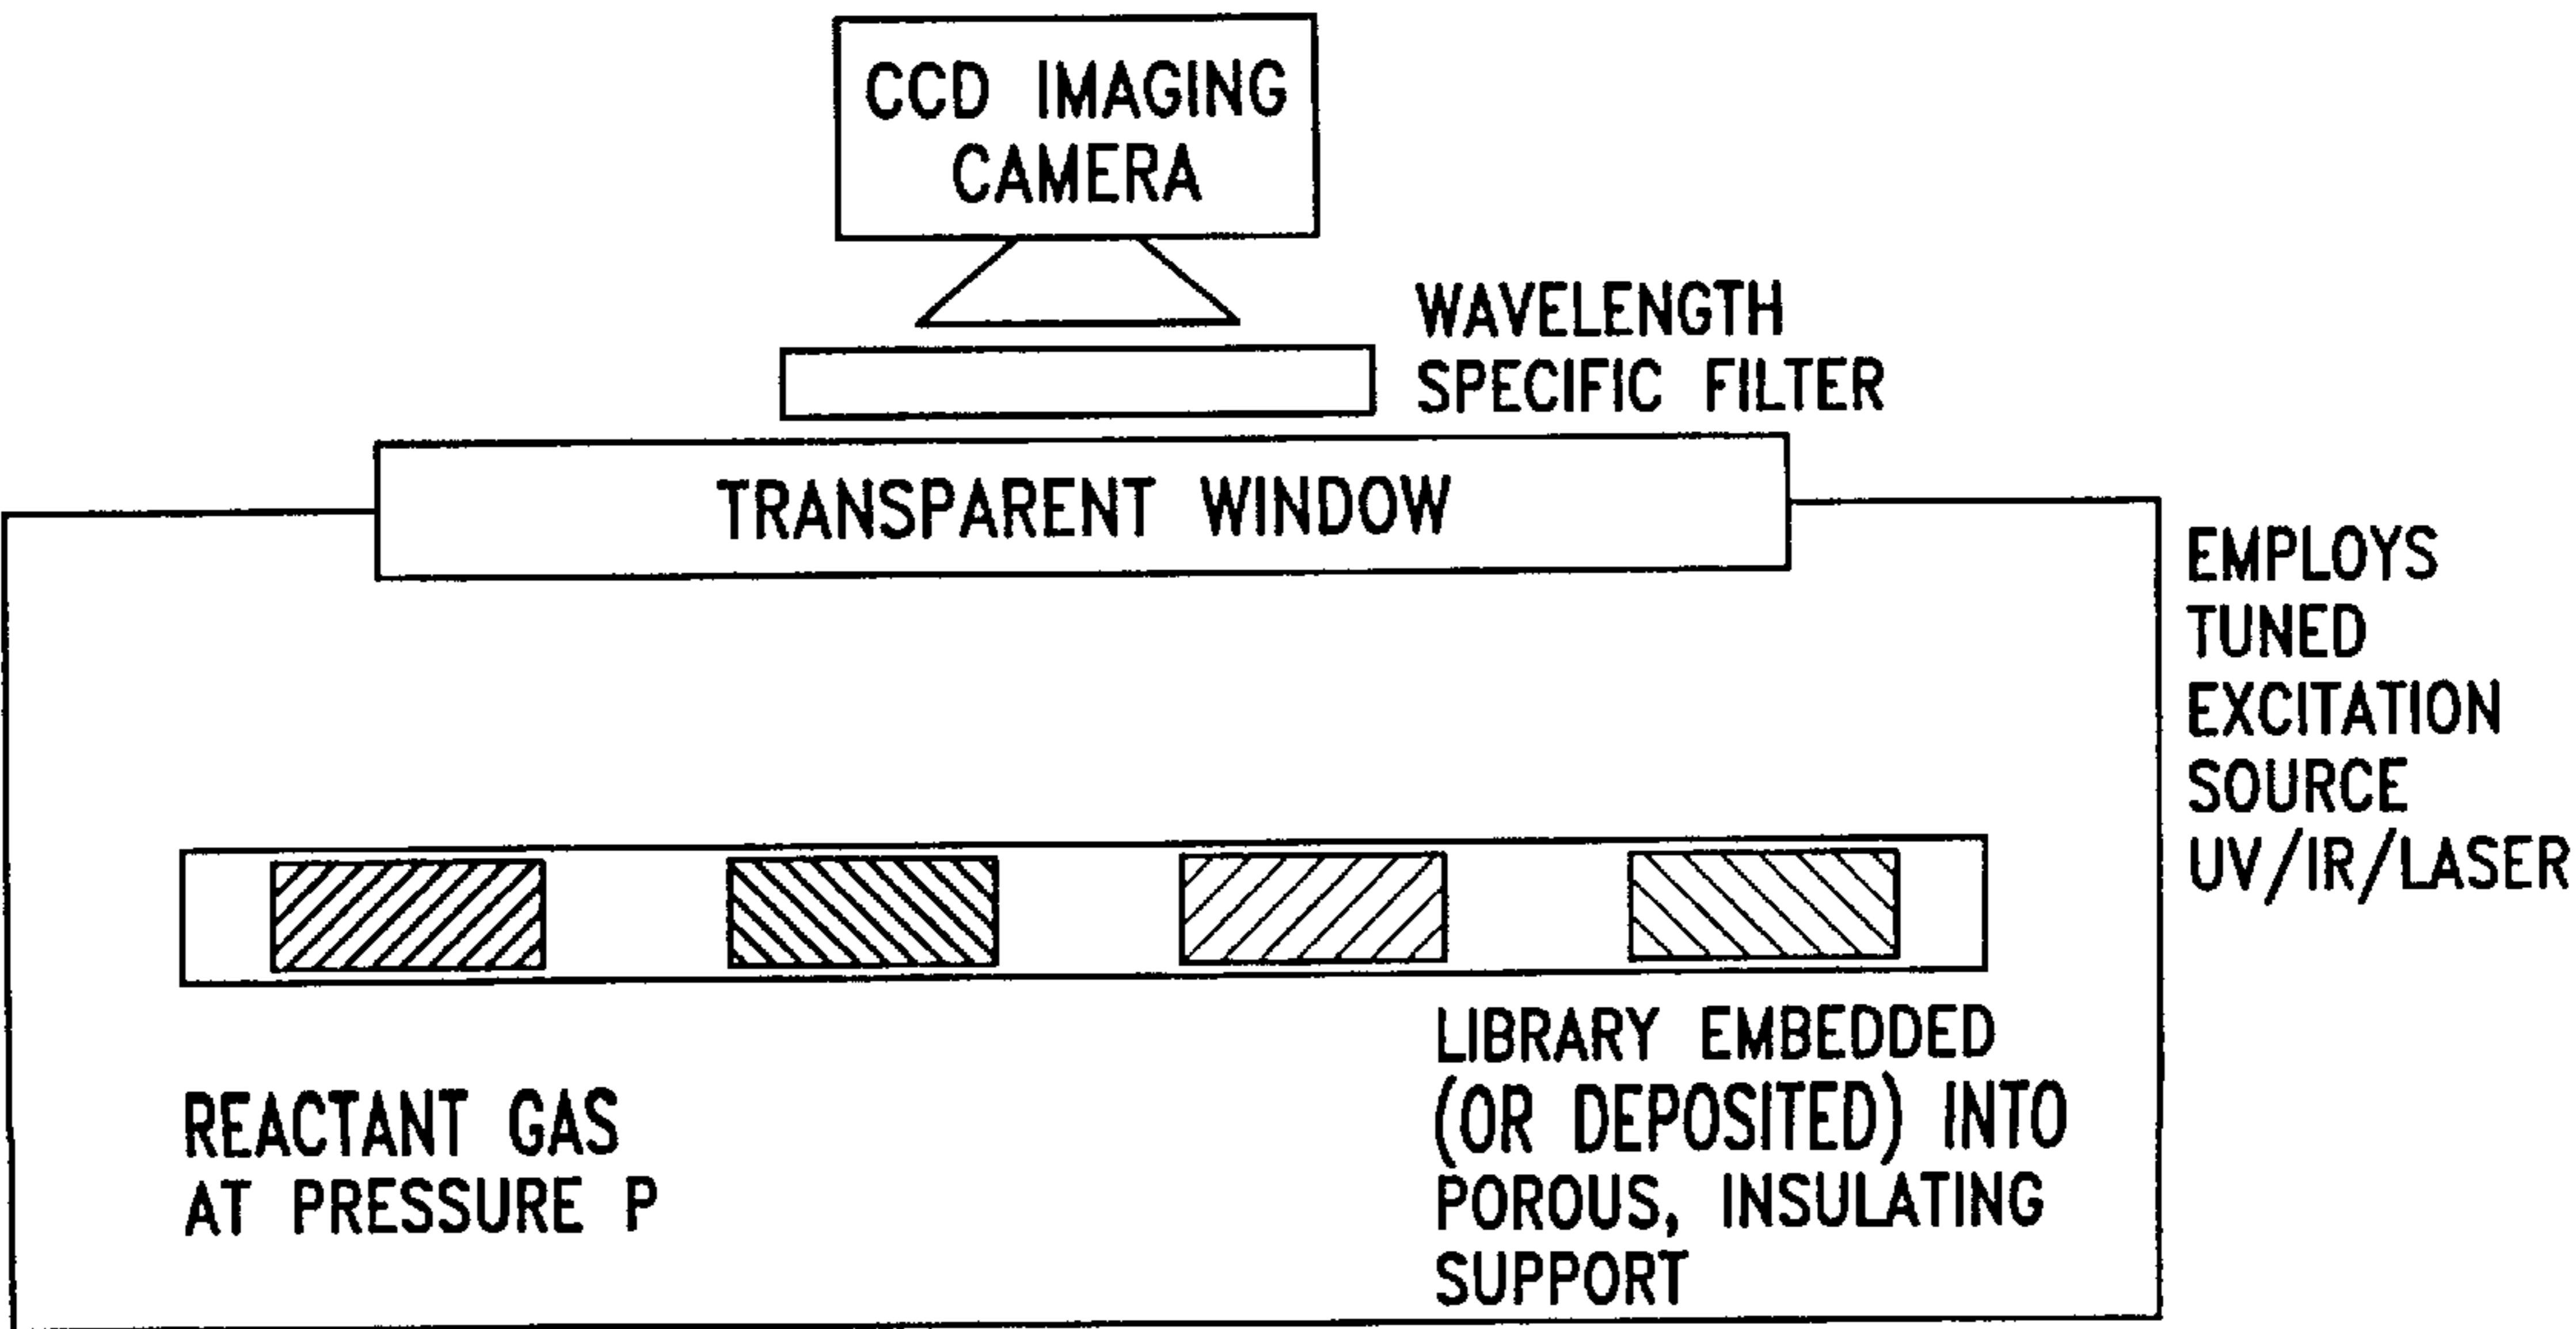 CCD IMAGING
CAMERA
WAVELENGTH
SPECIFIC FILTER
TRANSPARENT WINDOW
EMPLOYS
TUNED
EXCITATION
SOURCE
UV/IR/LASER
REACTANT GAS
AT PRESSURE P
LIBRARY EMBEDDED
(OR DEPOSITED) INTO
POROUS, INSULATING
SUPPORT